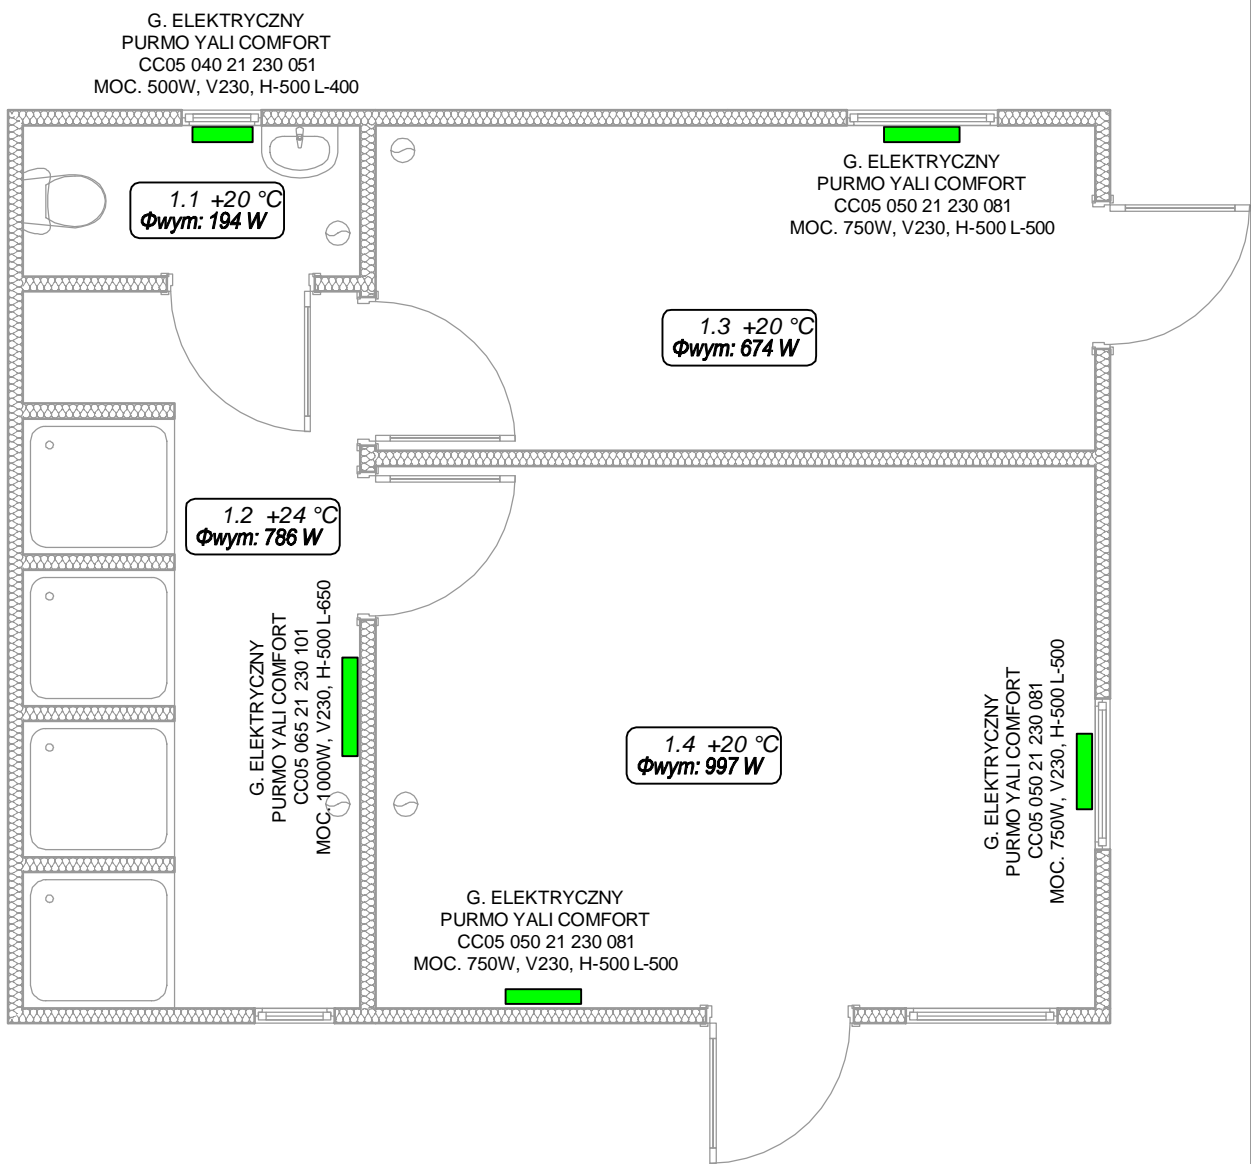 G. ELEKTRYCZNY
PURMO YALI COMFORT
CC05 040 21 230 051
MOC. 500W, V230, H-500 L-400
G. ELEKTRYCZNY
PURMO YALI COMFORT
CC05 050 21 230 081
MOC. 750W, V230, H-500 L-500
1.1 +20 °C
Φwym: 194 W
1.3 +20 °C
Φwym: 674 W
1.2 +24 °C
Φwym: 786 W
G. ELEKTRYCZNY
PURMO YALI COMFORT
CC05 065 21 230 101
MOC. 1000W, V230, H-500 L-650
1.4 +20 °C
Φwym: 997 W
G. ELEKTRYCZNY
PURMO YALI COMFORT
CC05 050 21 230 081
MOC. 750W, V230, H-500 L-500
G. ELEKTRYCZNY
PURMO YALI COMFORT
CC05 050 21 230 081
MOC. 750W, V230, H-500 L-500